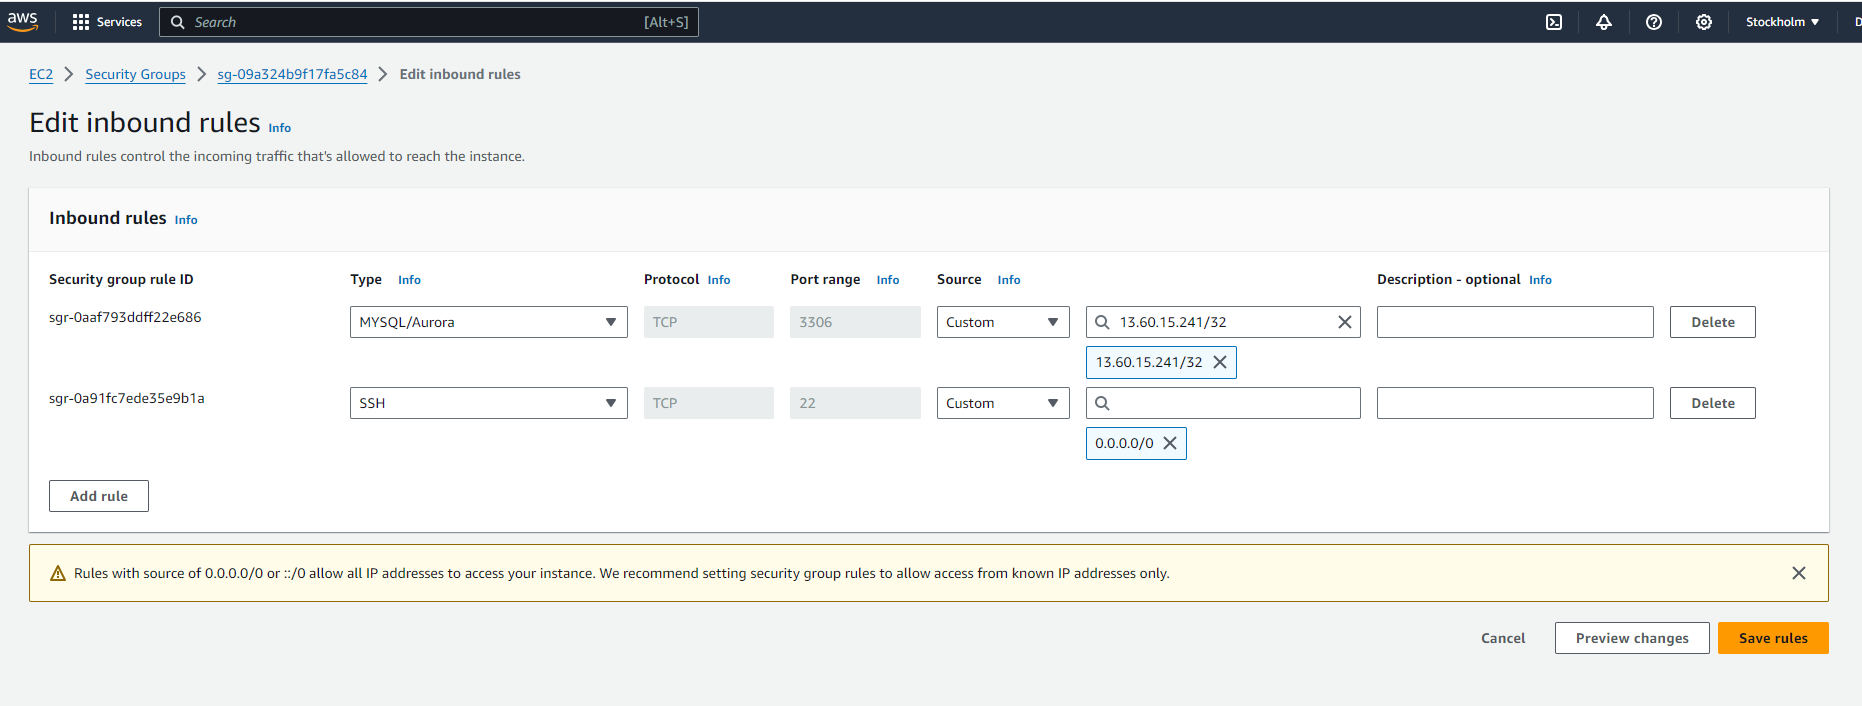 aws Services Search [Alt+S] Stockholm
EC2 Security Groups sg-09a324b9f17fa5c84 Edit inbound rules
Edit inbound rules Info
Inbound rules control the incoming traffic that's allowed to reach the instance.
Inbound rules Info
Security group rule ID Type Info Protocol Info Port range Info Source Info Description - optional Info
sgr-0aaf793ddff22e686 MYSQL/Aurora TCP 3306 Custom 13.60.15.241/32 Delete
13.60.15.241/32
sgr-0a91fc7ede35e9b1a SSH TCP 22 Custom Delete
0.0.0.0/0
Add rule
Rules with source of 0.0.0.0/0 or ::/0 allow all IP addresses to access your instance. We recommend setting security group rules to allow access from known IP addresses only.
Cancel Preview changes Save rules